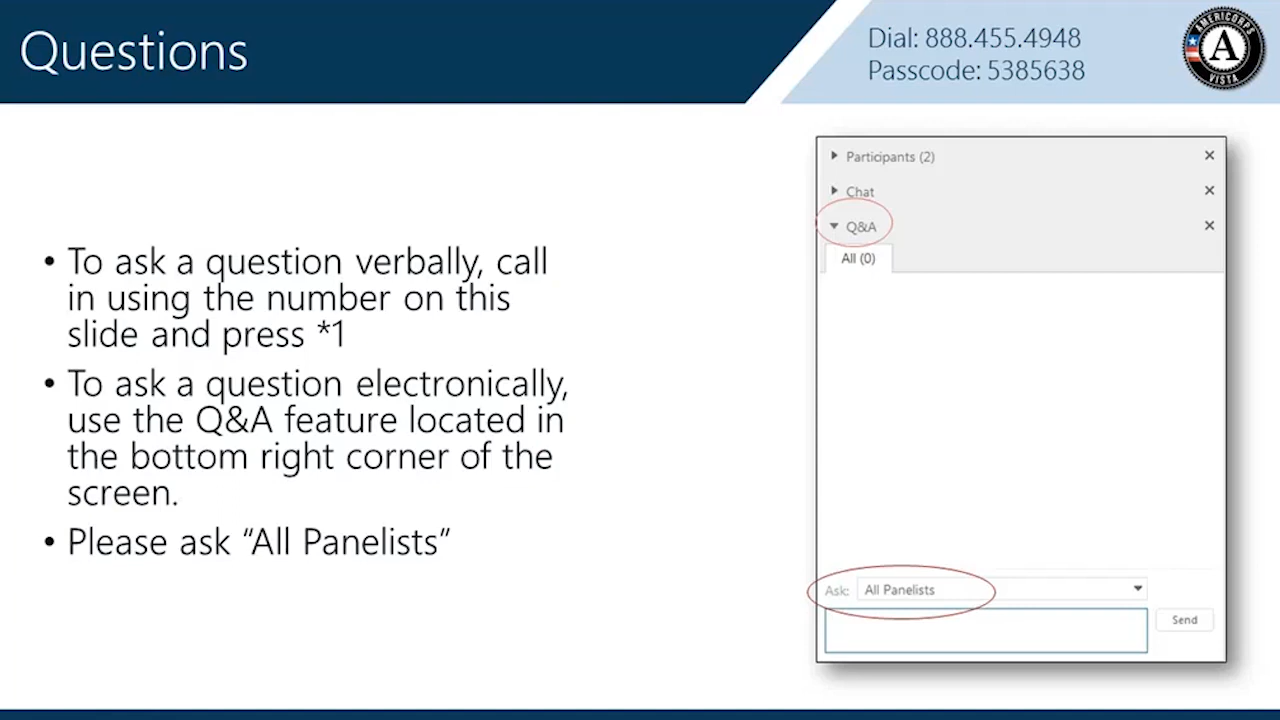 Questions
Dial: 888.455.4948
Passcode: 5385638
AMERICORPS
A
VISTA
• To ask a question verbally, call
in using the number on this
slide and press *1
• To ask a question electronically,
use the Q&A feature located in
the bottom right corner of the
screen.
• Please ask “All Panelists”
Participants (2)
Chat
Q&A
All (0)
Ask: All Panelists
Send